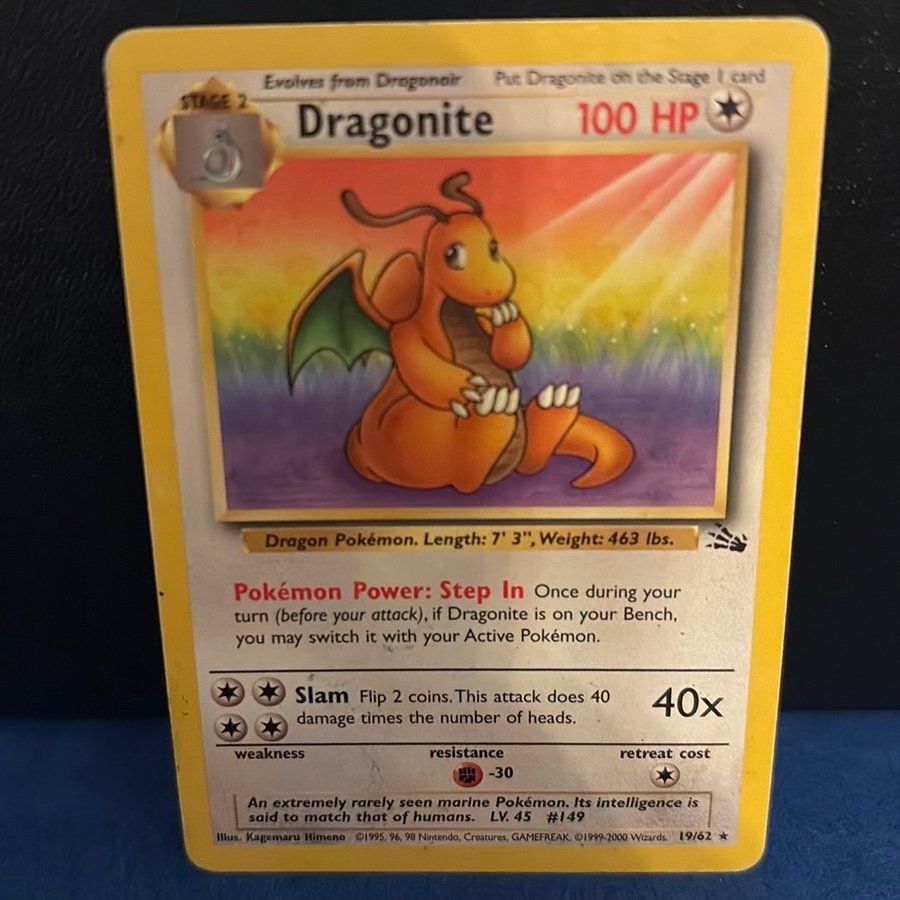 Evolves from Dragonair Put Dragonite on the Stage 1 card
STAGE 2
Dragonite 100 HP
Dragon Pokémon. Length: 7' 3", Weight: 463 lbs.
Pokémon Power: Step In Once during your
turn (before your attack), if Dragonite is on your Bench,
you may switch it with your Active Pokémon.
Slam Flip 2 coins. This attack does 40
damage times the number of heads.
40x
weakness resistance retreat cost
-30
An extremely rarely seen marine Pokémon. Its intelligence is
said to match that of humans. LV. 45 #149
Illus. Kagemaru Himeno ©1995, 96, 98 Nintendo, Creatures, GAMEFREAK. ©1999-2000 Wizards. 19/62 ★